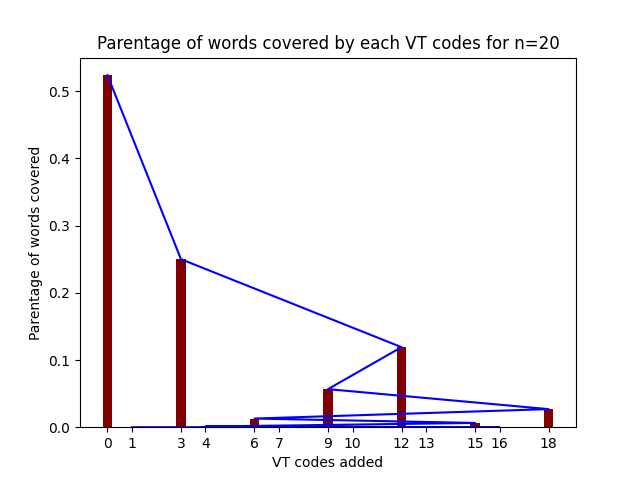 Parentage of words covered by each VT codes for n=20
Parentage of words covered
0.5
0.4
0.3
0.2
0.1
0.0
0 1 3 4 6 7 9 10 12 13 15 16 18
VT codes added